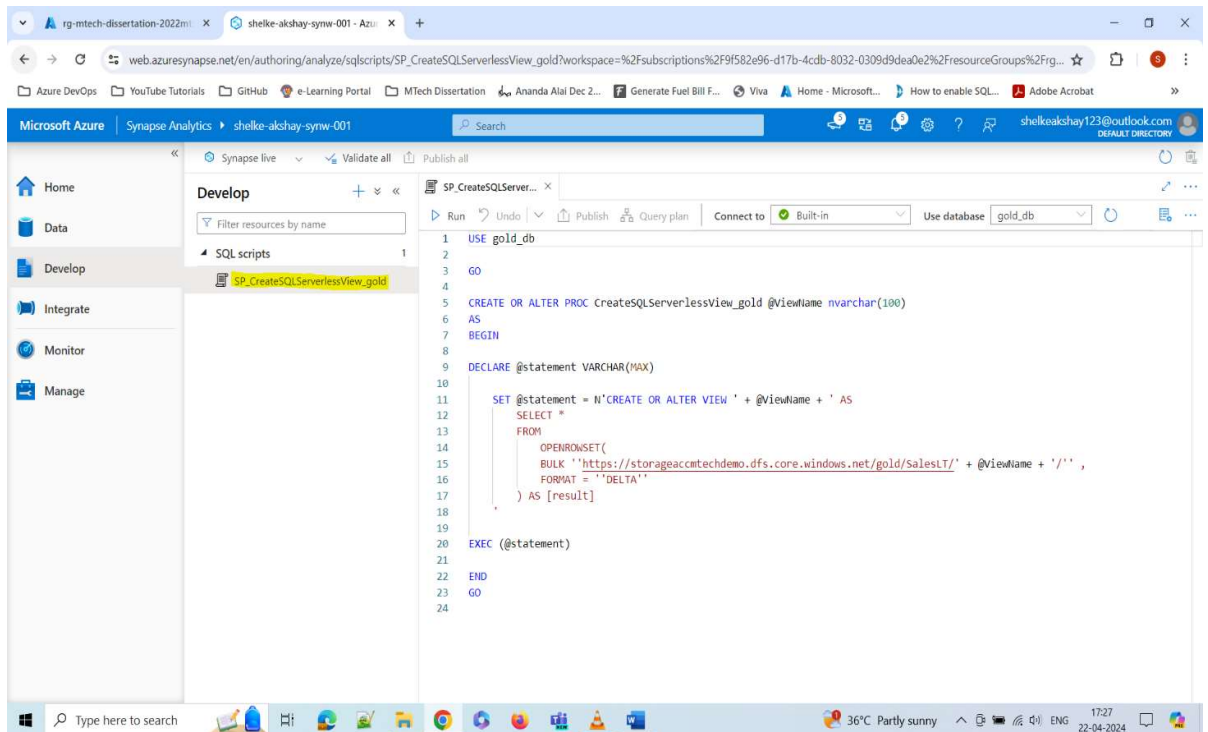 rg-mtech-dissertation-2022mt
shelke-akshay-synw-001 - Azu
web.azuresynapse.net/en/authoring/analyze/sqlscripts/SP_CreateSQLServerlessView_gold?workspace=%2Fsubscriptions%2F9f582e96-d17b-4cdb-8032-0309d9dea0e2%2FresourceGroups%2Frg...
S
Azure DevOps YouTube Tutorials GitHub e-Learning Portal MTech Dissertation Ananda Alai Dec 2... Generate Fuel Bill F... Viva Home - Microsoft... How to enable SQL... Adobe Acrobat »
Microsoft Azure Synapse Analytics shelke-akshay-synw-001
Search
5 5
shelkeakshay123@outlook.com
DEFAULT DIRECTORY
Synapse live Validate all Publish all
Home
Data
Develop
Integrate
Monitor
Manage
Develop
Filter resources by name
SQL scripts 1
SP_CreateSQLServerlessView_gold
SP_CreateSQLServer...
Run Undo Publish Query plan Connect to Built-in Use database gold_db
1 USE gold_db
2
3 GO
4
5 CREATE OR ALTER PROC CreateSQLServerlessView_gold @ViewName nvarchar(100)
6 AS
7 BEGIN
8
9 DECLARE @statement VARCHAR(MAX)
10
11 SET @statement = N'CREATE OR ALTER VIEW ' + @ViewName + ' AS
12 SELECT *
13 FROM
14 OPENROWSET(
15 BULK ''https://storageaccmtechdemo.dfs.core.windows.net/gold/SalesLT/' + @ViewName + '/'' ,
16 FORMAT = ''DELTA''
17 ) AS [result]
18 '
19
20 EXEC (@statement)
21
22 END
23 GO
24
Type here to search
36°C Partly sunny
ENG
17:27
22-04-2024